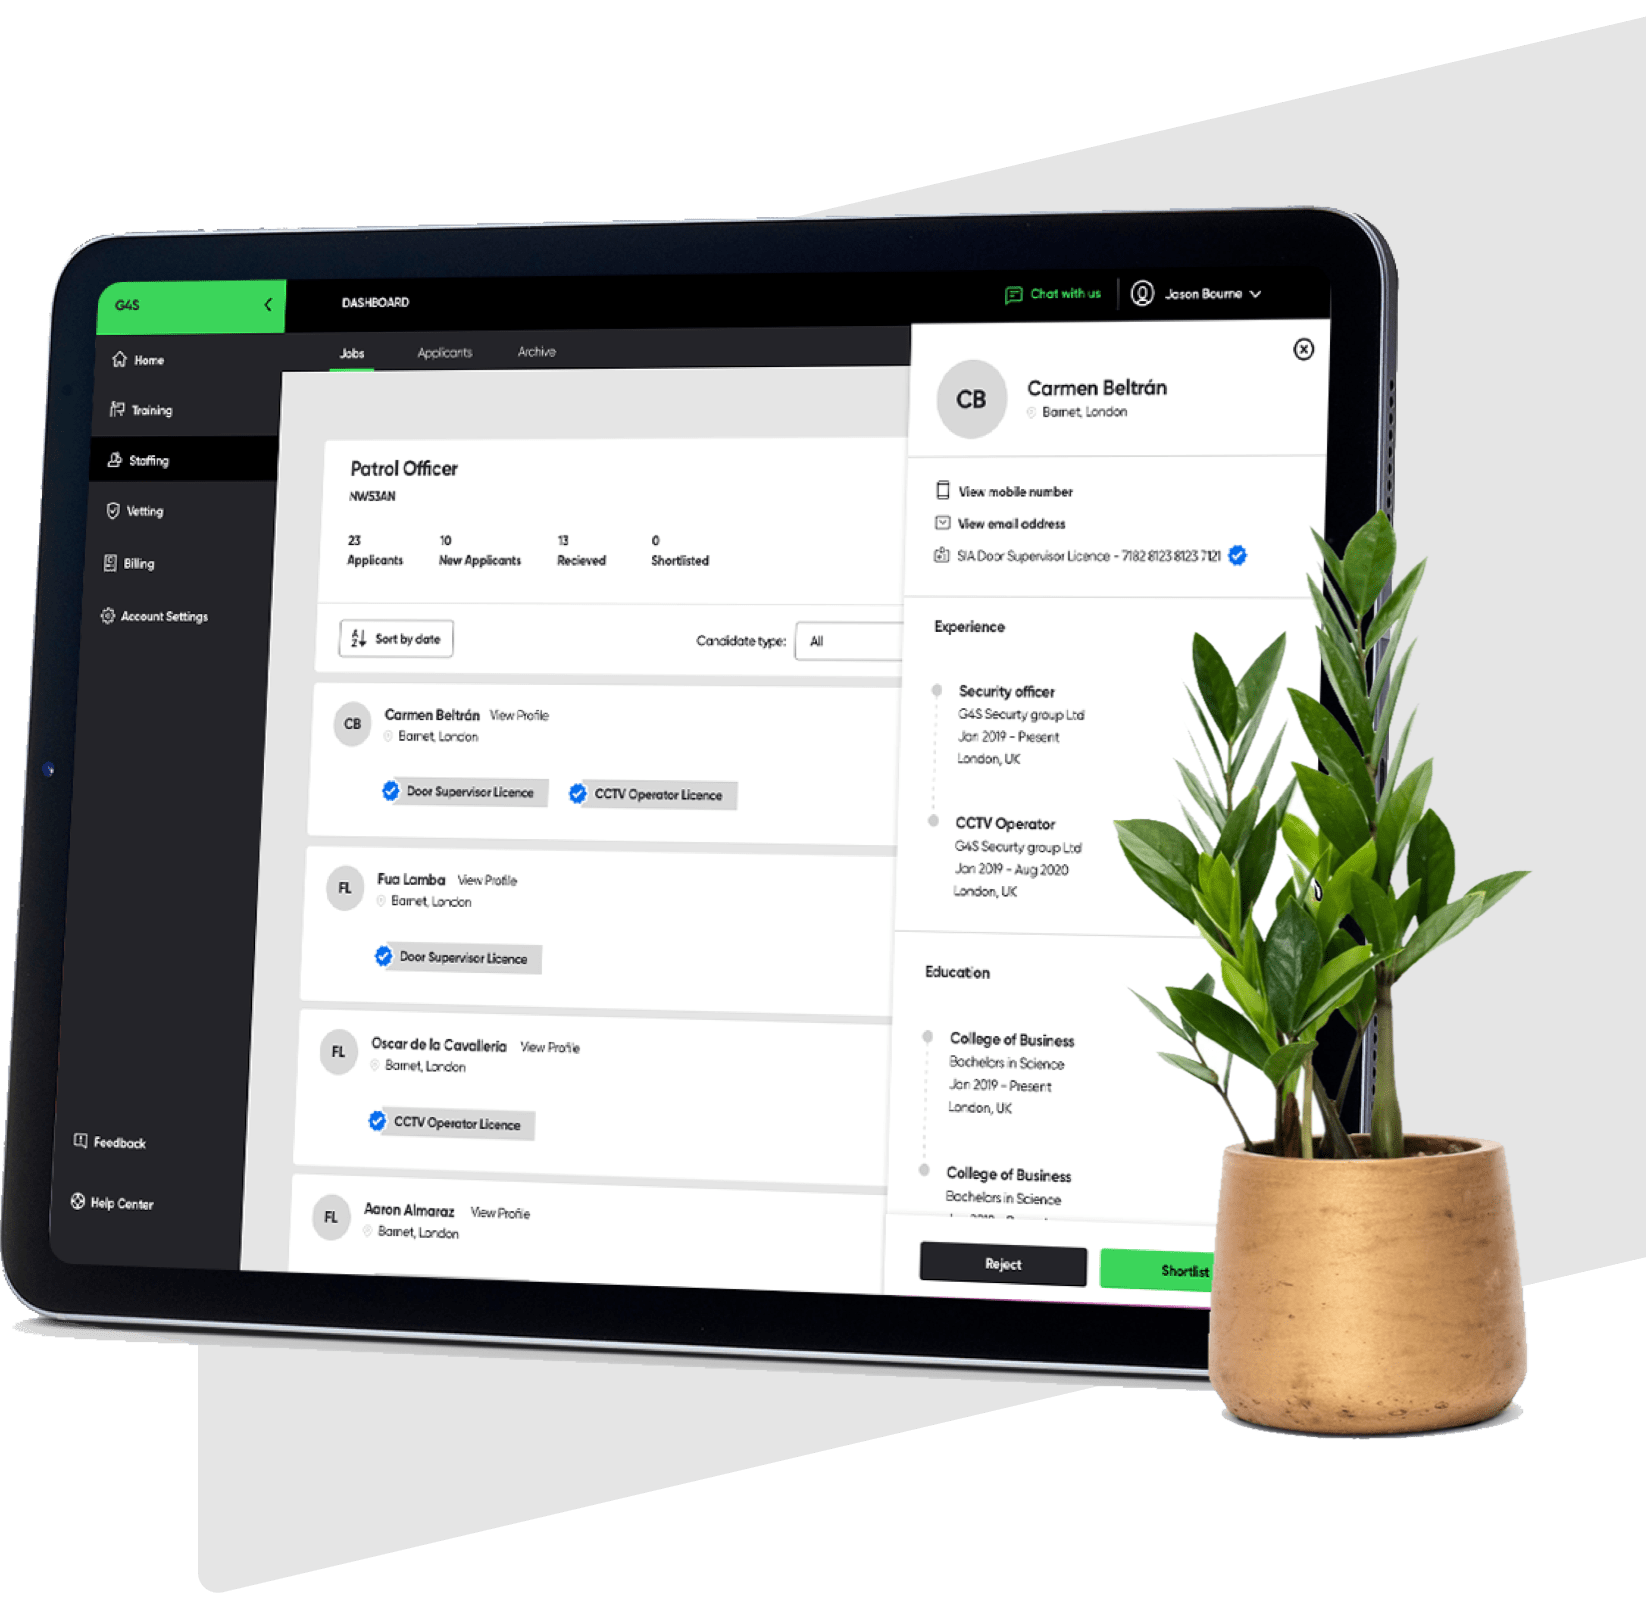 G4S
DASHBOARD
Chat with us
Jason Bourne
Home
Training
Staffing
Vetting
Billing
Account Settings
Feedback
Help Center
Jobs
Applicants
Archive
Patrol Officer
NW53AN
23 10 13 0
Applicants New Applicants Recieved Shortlisted
Sort by date
Candidate type: All
CB
Carmen Beltrán View Profile
Barnet, London
Door Supervisor Licence CCTV Operator Licence
FL
Fua Lamba View Profile
Barnet, London
Door Supervisor Licence
FL
Oscar de la Cavalleria View Profile
Barnet, London
CCTV Operator Licence
FL
Aaron Almaraz View Profile
Barnet, London
CB
Carmen Beltrán
Barnet, London
View mobile number
View email address
SIA Door Supervisor Licence - 7182 8123 8123 7121
Experience
Security officer
G4S Securty group Ltd
Jan 2019 - Present
London, UK
CCTV Operator
G4S Securty group Ltd
Jan 2019 - Aug 2020
London, UK
Education
College of Business
Bachelors in Science
Jan 2019 - Present
London, UK
College of Business
Bachelors in Science
Reject
Shortlist